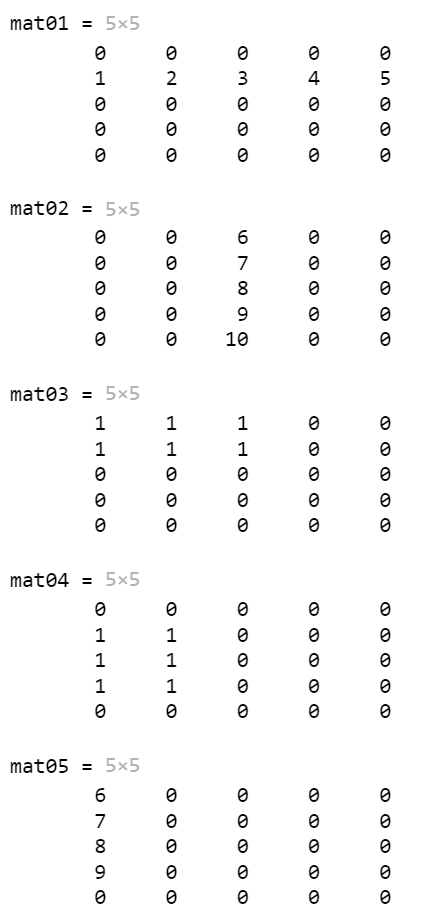 mat01 = 5×5
0 0 0 0 0
1 2 3 4 5
0 0 0 0 0
0 0 0 0 0
0 0 0 0 0
mat02 = 5×5
0 0 6 0 0
0 0 7 0 0
0 0 8 0 0
0 0 9 0 0
0 0 10 0 0
mat03 = 5×5
1 1 1 0 0
1 1 1 0 0
0 0 0 0 0
0 0 0 0 0
0 0 0 0 0
mat04 = 5×5
0 0 0 0 0
1 1 0 0 0
1 1 0 0 0
1 1 0 0 0
0 0 0 0 0
mat05 = 5×5
6 0 0 0 0
7 0 0 0 0
8 0 0 0 0
9 0 0 0 0
0 0 0 0 0